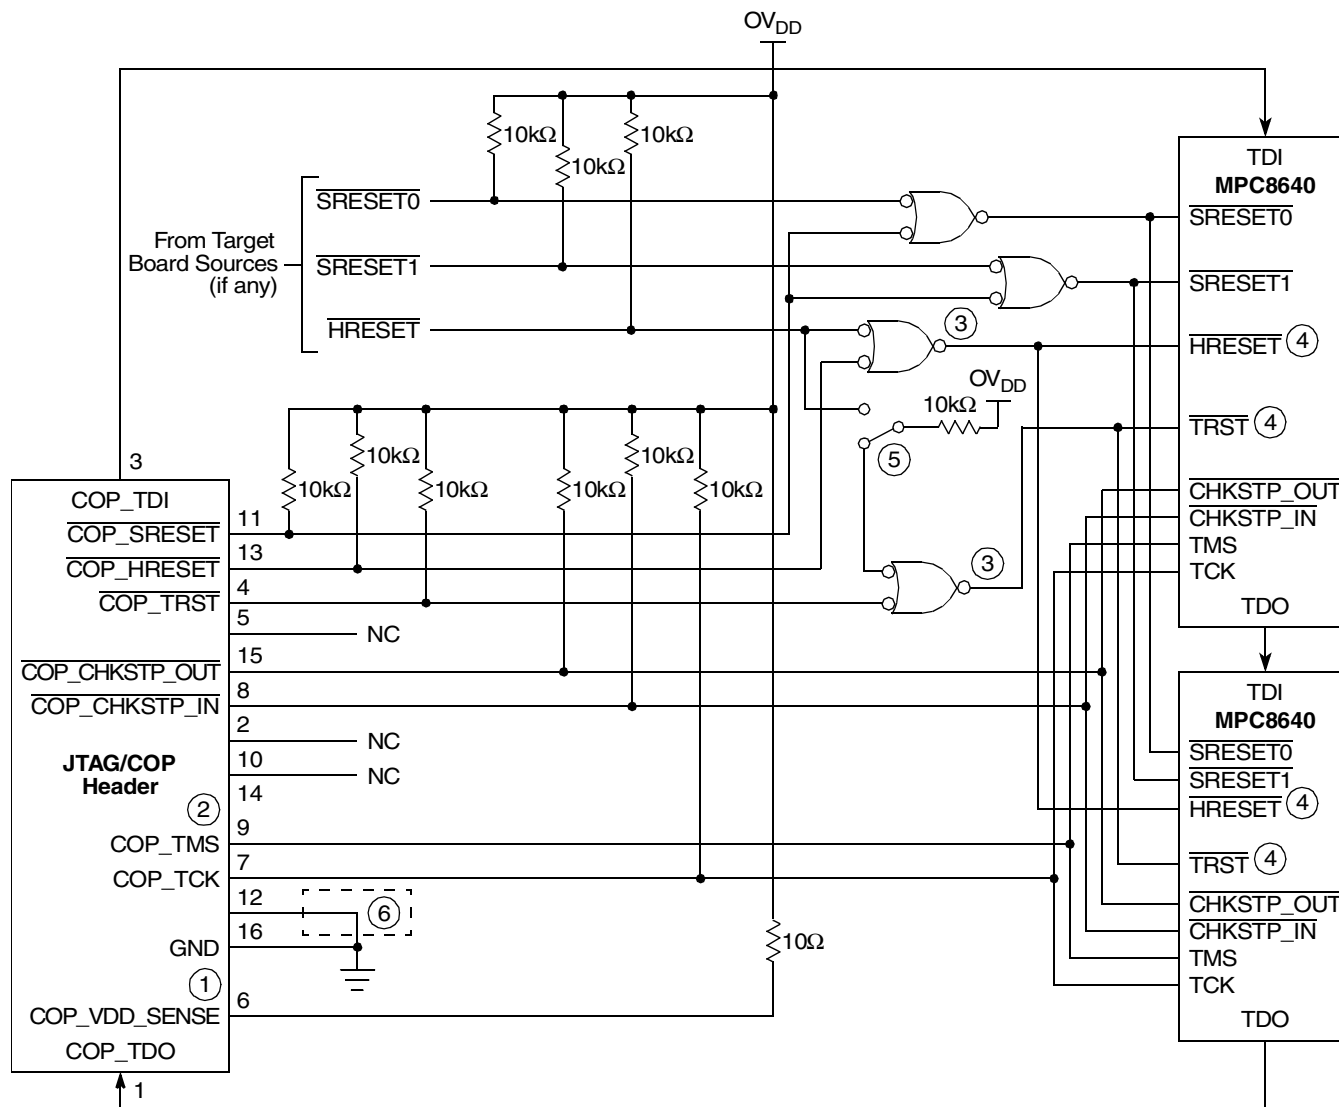 OVDD
10kΩ
10kΩ
10kΩ
SRESET0
From Target
Board Sources
(if any)
SRESET1
HRESET
3
OVDD
10kΩ
5
3
TDI
MPC8640
SRESET0
SRESET1
HRESET 4
TRST 4
CHKSTP_OUT
CHKSTP_IN
TMS
TCK
TDO
3
10kΩ
10kΩ
10kΩ
10kΩ
10kΩ
10kΩ
COP_TDI
COP_SRESET 11
COP_HRESET 13
COP_TRST 4
5 NC
COP_CHKSTP_OUT 15
COP_CHKSTP_IN 8
2 NC
JTAG/COP
Header
10 NC
2
14
COP_TMS 9
COP_TCK 7
12
6
GND 16
1
COP_VDD_SENSE 6
10Ω
COP_TDO
1
TDI
MPC8640
SRESET0
SRESET1
HRESET 4
TRST 4
CHKSTP_OUT
CHKSTP_IN
TMS
TCK
TDO